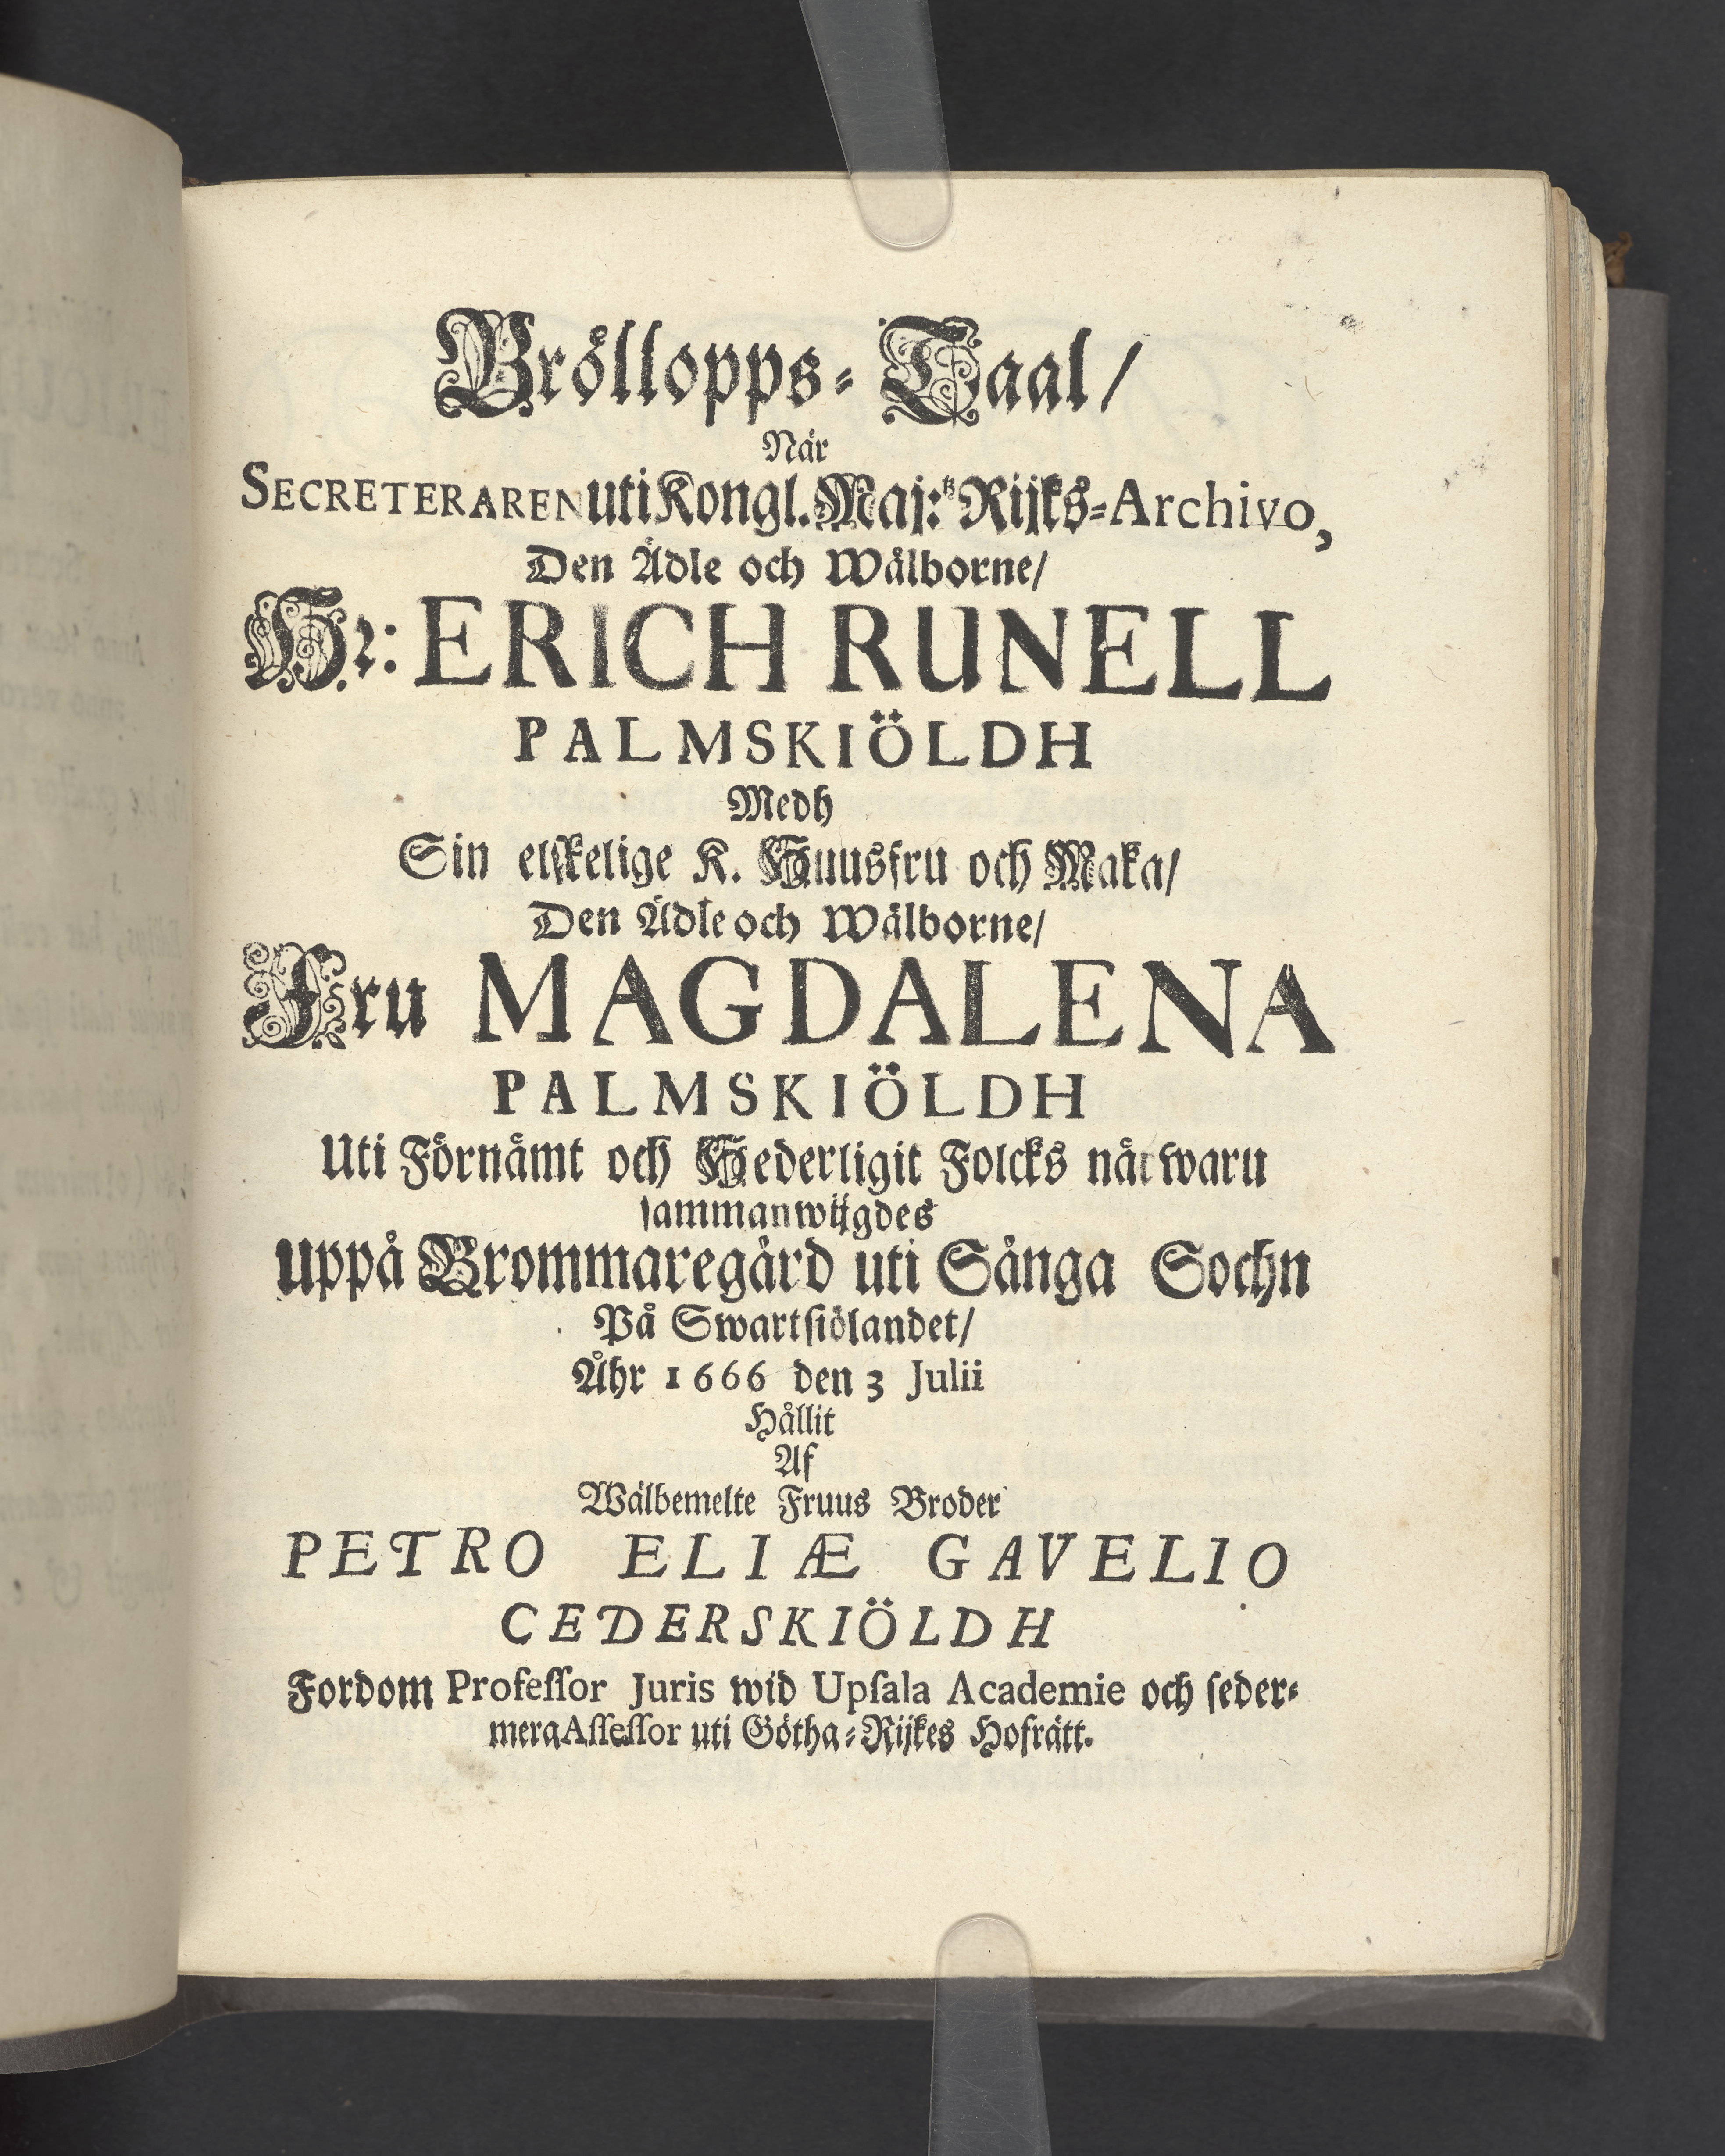 Bröllopps-Taal/
När
SECRETERAREN uti Kongl. Maj:tz Rijks-Archivo,
Den Ädle och Wälborne/
Hr: ERICH RUNELL
PALMSKIÖLDH
Medh
Sin elskelige K. Huusfru och Maka/
Den Ädle och Wälborne/
Fru MAGDALENA
PALMSKIÖLDH
Uti Förnämt och Hederligit Folcks närwaru
sammanwijgdes
uppå Brommaregård uti Sånga Sochn
På Swartsiölandet/
Åhr 1666 den 3 Julii
Hållit
Af
Wälbemelte Fruus Broder
PETRO ELIÆ GAVELIO
CEDERSKIÖLDH
Fordom Professor Juris wid Upsala Academie och seder-
mera Assessor uti Götha-Rijkes Hofrätt.